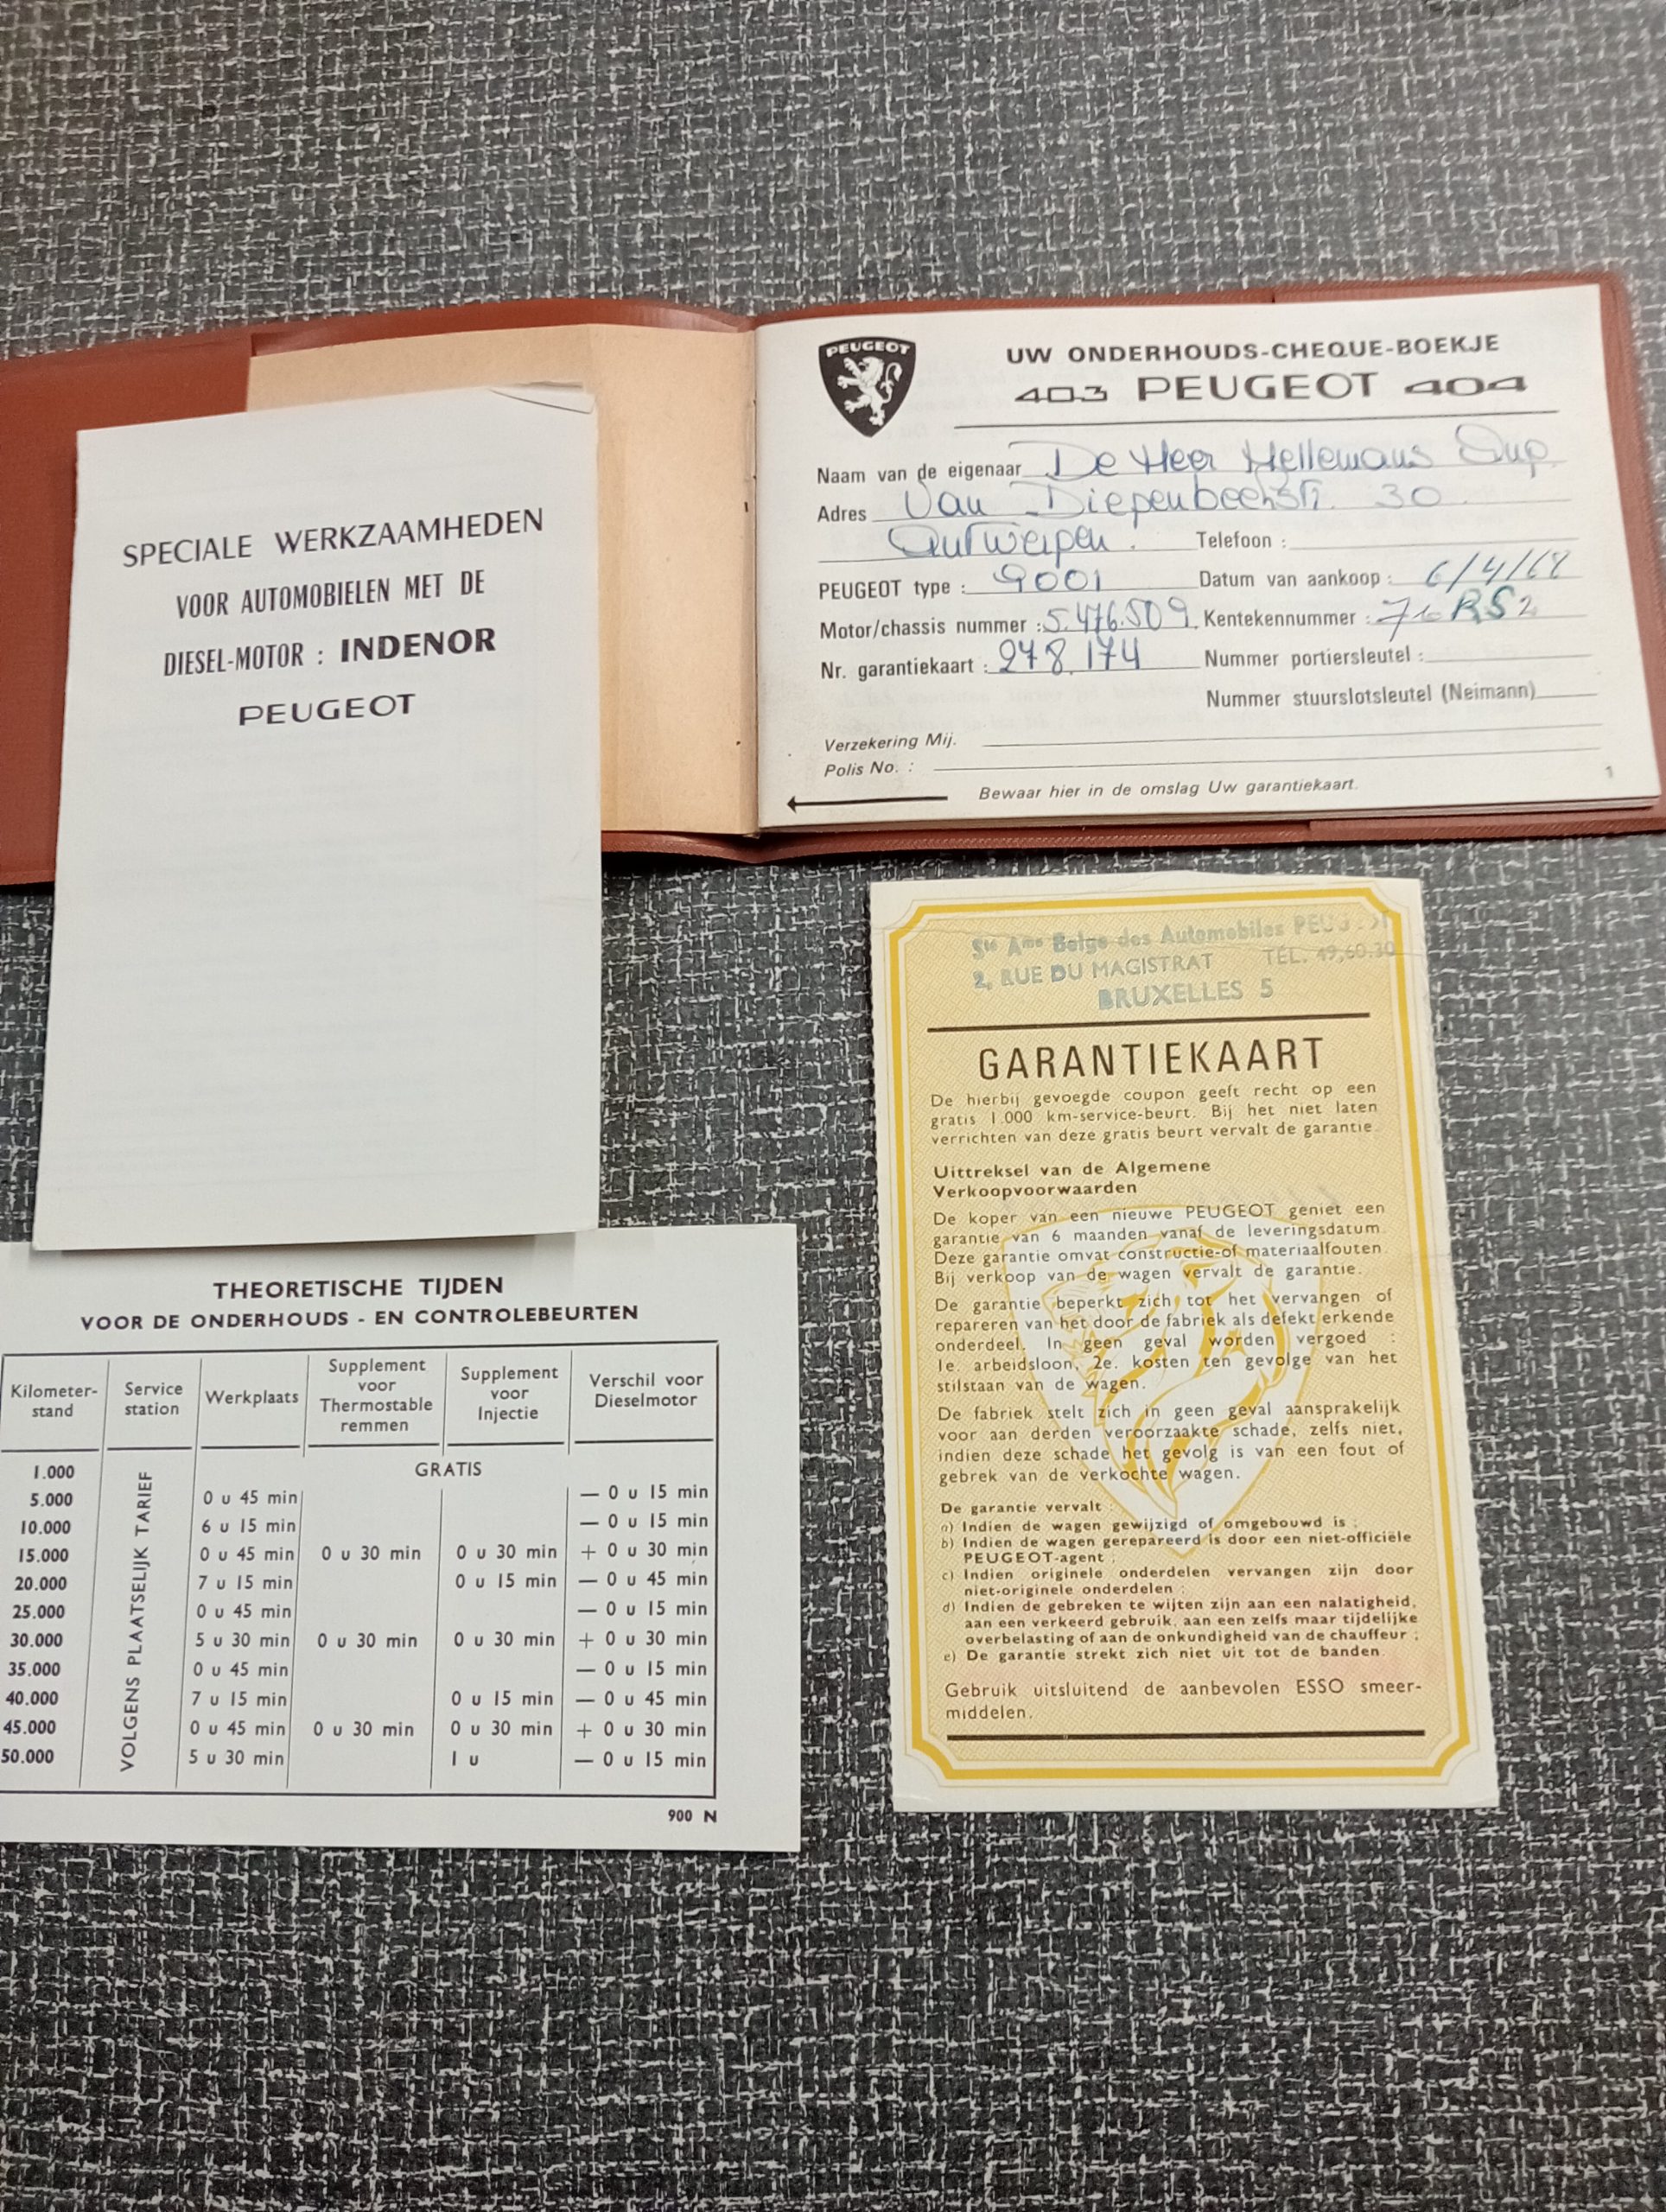 PEUGEOT
UW ONDERHOUDS-CHEQUE-BOEKJE
403 PEUGEOT 404
Naam van de eigenaar De Heer Hellemans
Adres Van Diepenbeekstr. 30
Antwerpen. Telefoon :
PEUGEOT type : 9001 Datum van aankoop : 6/4/68
Motor/chassis nummer : 5.476.509 Kentekennummer :
Nr. garantiekaart : 278.174 Nummer portiersleutel :
Nummer stuurslotsleutel (Neimann)
Verzekering Mij.
Polis No. :
Bewaar hier in de omslag Uw garantiekaart.
1
SPECIALE WERKZAAMHEDEN
VOOR AUTOMOBIELEN MET DE
DIESEL-MOTOR : INDENOR
PEUGEOT
Sté Ame Belge des Automobiles
2, RUE DU MAGISTRAT TEL. 49,60.30
BRUXELLES 5
GARANTIEKAART
De hierbij gevoegde coupon geeft recht op een
gratis 1.000 km-service-beurt. Bij het niet laten
verrichten van deze gratis beurt vervalt de garantie.
Uittreksel van de Algemene
Verkoopvoorwaarden
De koper van een nieuwe PEUGEOT geniet een
garantie van 6 maanden vanaf de leveringsdatum.
Deze garantie omvat constructie-of materiaalfouten.
Bij verkoop van de wagen vervalt de garantie.
De garantie beperkt zich tot het vervangen of
repareren van het door de fabriek als defekt erkende
onderdeel. In geen geval worden vergoed :
1e. arbeidsloon, 2e. kosten ten gevolge van het
stilstaan van de wagen.
De fabriek stelt zich in geen geval aansprakelijk
voor aan derden veroorzaakte schade, zelfs niet,
indien deze schade het gevolg is van een fout of
gebrek van de verkochte wagen.
De garantie vervalt :
a) Indien de wagen gewijzigd of omgebouwd is ;
b) Indien de wagen gerepareerd is door een niet-officiële
PEUGEOT-agent ;
c) Indien originele onderdelen vervangen zijn door
niet-originele onderdelen ;
d) Indien de gebreken te wijten zijn aan een nalatigheid,
aan een verkeerd gebruik, aan een zelfs maar tijdelijke
overbelasting of aan de onkundigheid van de chauffeur ;
e) De garantie strekt zich niet uit tot de banden.
Gebruik uitsluitend de aanbevolen ESSO smeer-
middelen.
THEORETISCHE TIJDEN
VOOR DE ONDERHOUDS - EN CONTROLEBEURTEN
Kilometer-stand Service station Werkplaats Supplement voor Thermostable remmen Supplement voor Injectie Verschil voor Dieselmotor
VOLGENS PLAATSELIJK TARIEF
1.000 GRATIS
5.000 0 u 45 min — 0 u 15 min
10.000 6 u 15 min — 0 u 15 min
15.000 0 u 45 min 0 u 30 min 0 u 30 min + 0 u 30 min
20.000 7 u 15 min 0 u 15 min — 0 u 45 min
25.000 0 u 45 min — 0 u 15 min
30.000 5 u 30 min 0 u 30 min 0 u 30 min + 0 u 30 min
35.000 0 u 45 min — 0 u 15 min
40.000 7 u 15 min 0 u 15 min — 0 u 45 min
45.000 0 u 45 min 0 u 30 min 0 u 30 min + 0 u 30 min
50.000 5 u 30 min 1 u — 0 u 15 min
900 N